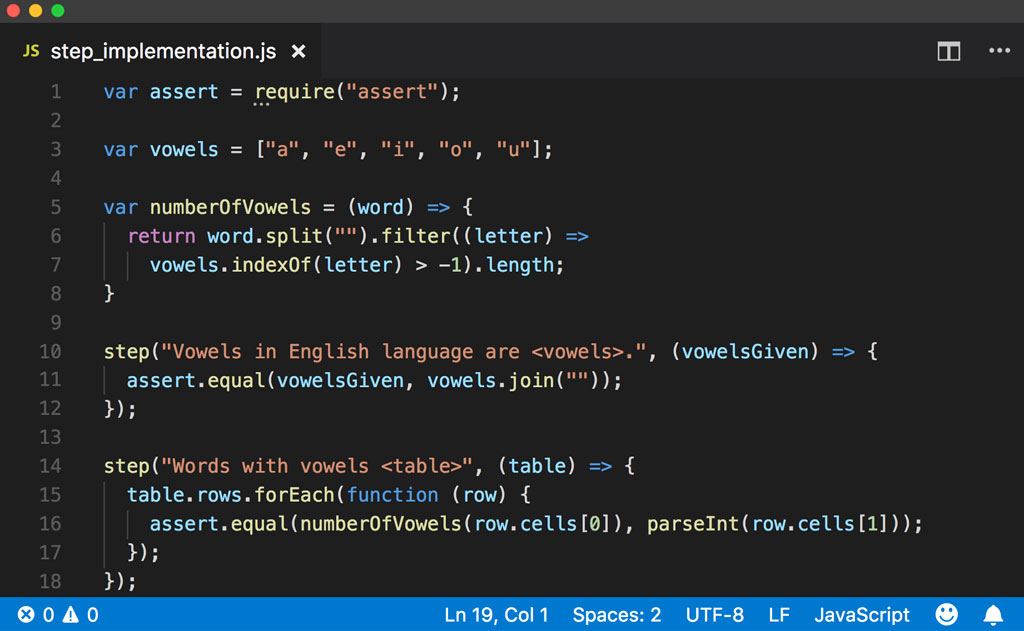 JS step_implementation.js ×
1 var assert = require("assert");
2
3 var vowels = ["a", "e", "i", "o", "u"];
4
5 var numberOfVowels = (word) => {
6   return word.split("").filter((letter) =>
7     vowels.indexOf(letter) > -1).length;
8 }
9
10 step("Vowels in English language are <vowels>.", (vowelsGiven) => {
11   assert.equal(vowelsGiven, vowels.join(""));
12 });
13
14 step("Words with vowels <table>", (table) => {
15   table.rows.forEach(function (row) {
16     assert.equal(numberOfVowels(row.cells[0]), parseInt(row.cells[1]));
17   });
18 });
0 0 Ln 19, Col 1 Spaces: 2 UTF-8 LF JavaScript